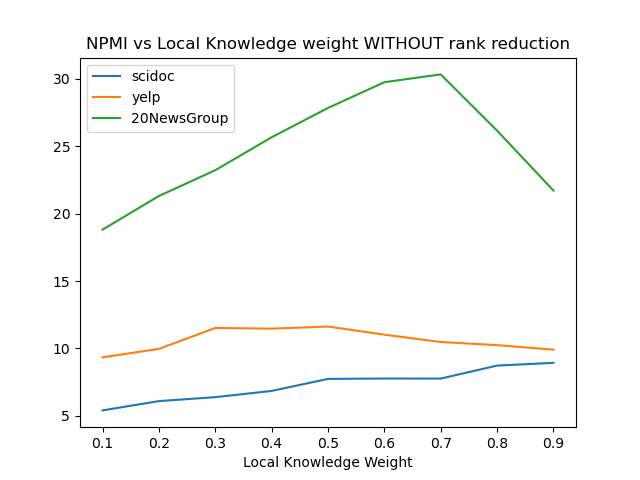 NPMI vs Local Knowledge weight WITHOUT rank reduction
scidoc
yelp
20NewsGroup
30
25
20
15
10
5
0.1 0.2 0.3 0.4 0.5 0.6 0.7 0.8 0.9
Local Knowledge Weight